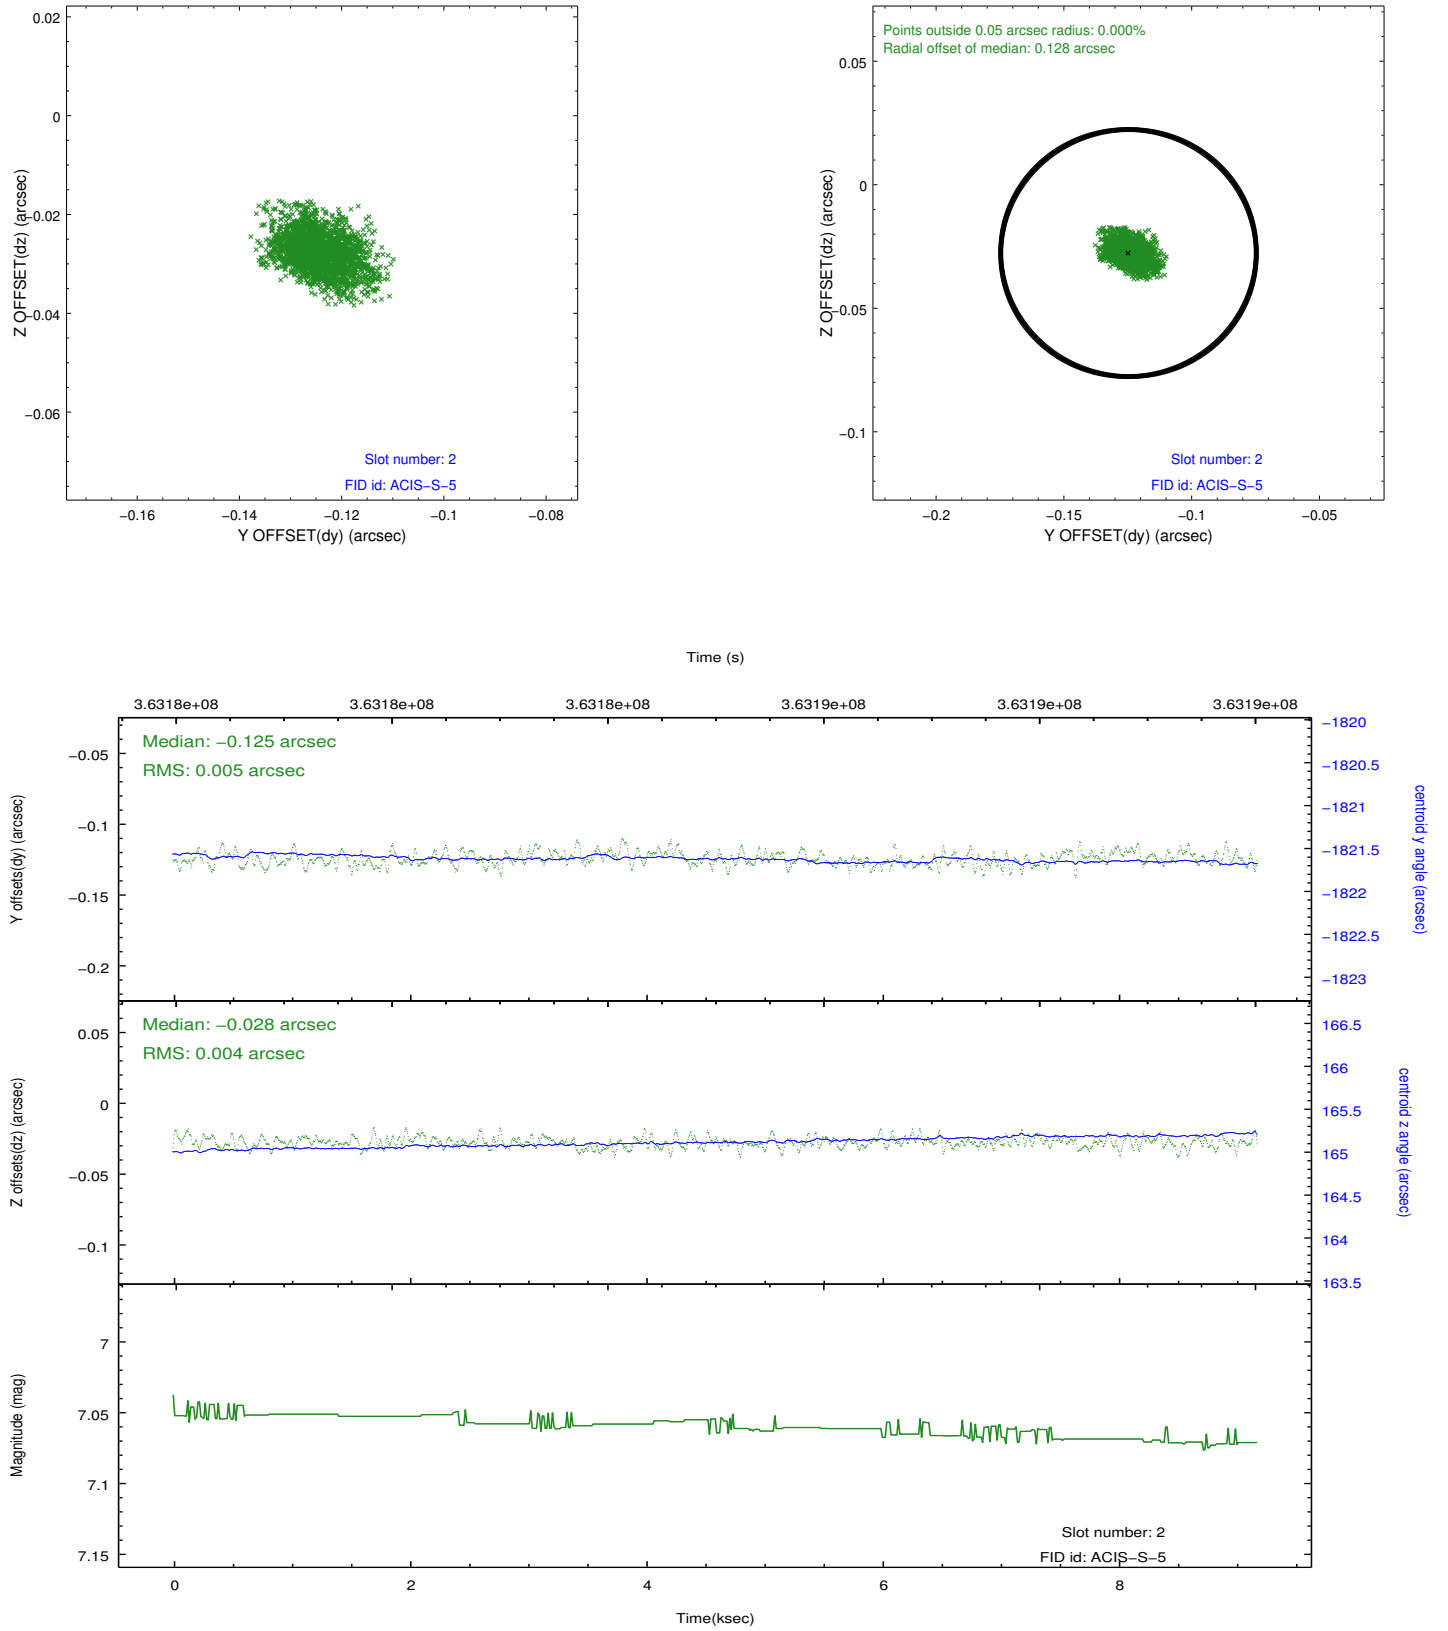 0.02
0
−0.02
−0.04
−0.06
Z OFFSET(dz) (arcsec)
Slot number: 2
FID id: ACIS−S−5
−0.16
−0.14
−0.12
−0.1
−0.08
Y OFFSET(dy) (arcsec)
Points outside 0.05 arcsec radius: 0.000%
Radial offset of median: 0.128 arcsec
0.05
0
−0.05
−0.1
Z OFFSET(dz) (arcsec)
Slot number: 2
FID id: ACIS−S−5
−0.2
−0.15
−0.1
−0.05
Y OFFSET(dy) (arcsec)
Time (s)
3.6318e+08
3.6318e+08
3.6318e+08
3.6319e+08
3.6319e+08
3.6319e+08
Median: −0.125 arcsec
RMS: 0.005 arcsec
−0.05
−0.1
−0.15
−0.2
Y offsets(dy) (arcsec)
−1820
−1820.5
−1821
−1821.5
−1822
−1822.5
−1823
centroid y angle (arcsec)
Median: −0.028 arcsec
RMS: 0.004 arcsec
0.05
0
−0.05
−0.1
Z offsets(dz) (arcsec)
166.5
166
165.5
165
164.5
164
163.5
centroid z angle (arcsec)
7
7.05
7.1
7.15
Magnitude (mag)
Slot number: 2
FID id: ACIS−S−5
0
2
4
6
8
Time(ksec)